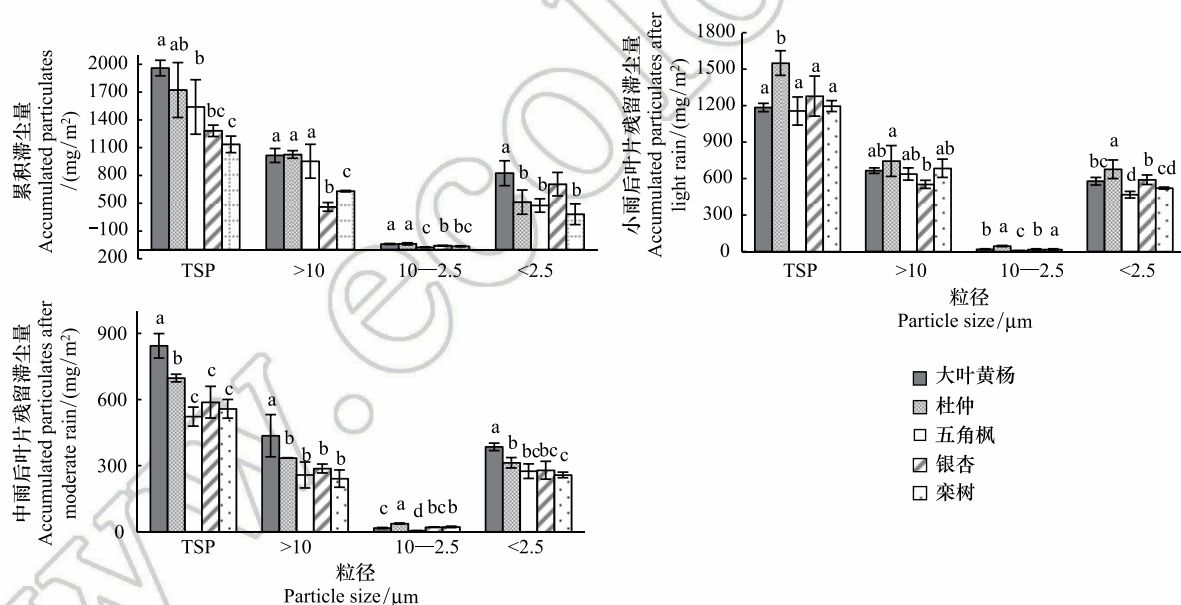 累积滞尘量
Accumulated particulates
/(mg/m²)
2000
1700
1400
1100
800
500
−100
200
a ab b bc c
a a a b c
a a c b bc
a b b a b
TSP >10 10—2.5 <2.5
小雨后叶片残留滞尘量
Accumulated particulates after
light rain/(mg/m²)
1800
1500
1200
900
600
300
0
a b a a a
ab a ab b ab
b a c b a
bc a d b cd
TSP >10 10—2.5 <2.5
粒径
Particle size/μm
中雨后叶片残留滞尘量
Accumulated particulates after
moderate rain/(mg/m²)
900
600
300
0
a b c c c
a b b b b
c a d bc b
a b bc bc c
TSP >10 10—2.5 <2.5
粒径
Particle size/μm
大叶黄杨
杜仲
五角枫
银杏
栾树